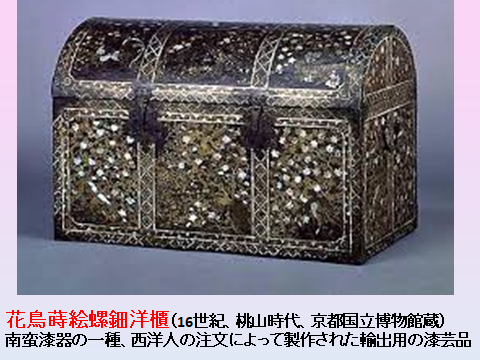 花鳥蒔絵螺鈿洋櫃(16世紀、桃山時代、京都国立博物館蔵)
南蛮漆器の一種、西洋人の注文によって製作された輸出用の漆芸品